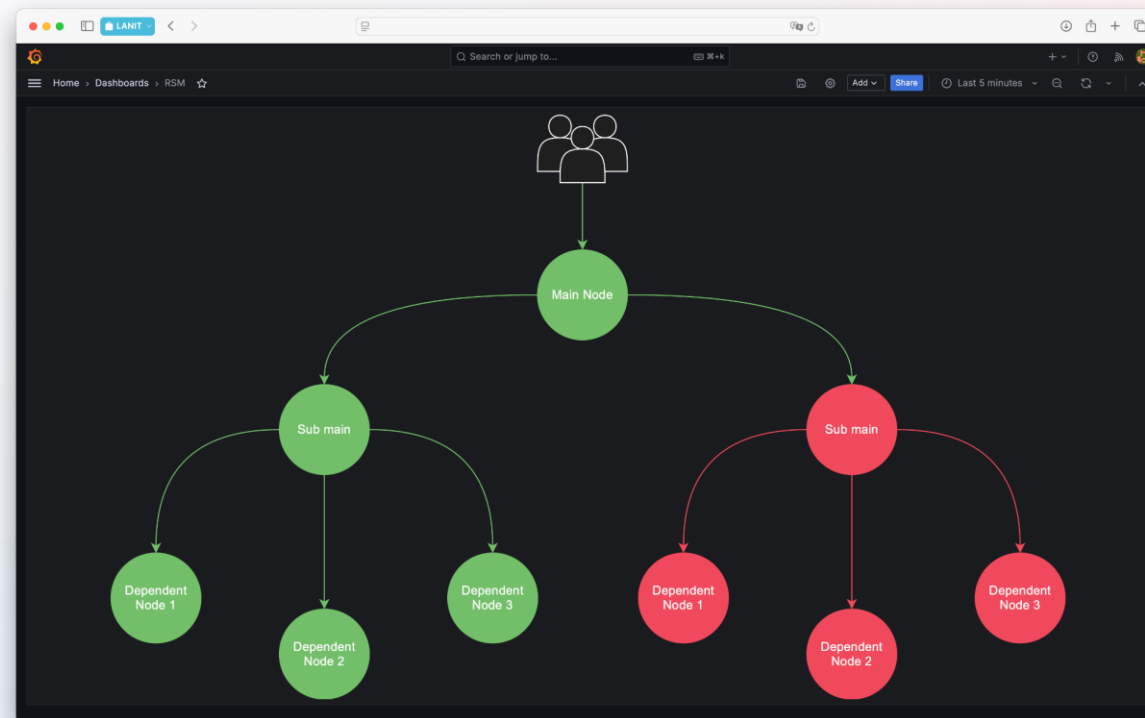 LANIT
Search or jump to...
⌘+k
Home › Dashboards › RSM
Add
Share
Last 5 minutes
Main Node
Sub main
Sub main
Dependent
Node 1
Dependent
Node 2
Dependent
Node 3
Dependent
Node 1
Dependent
Node 2
Dependent
Node 3